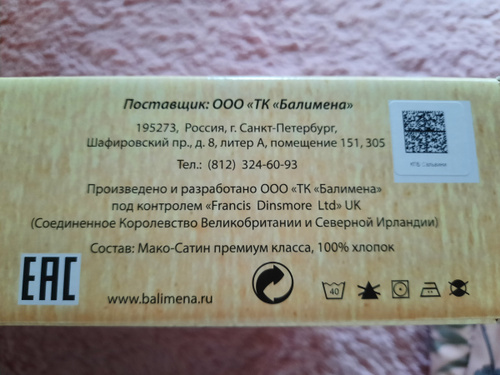 Поставщик: ООО «ТК «Балимена»
195273, Россия, г. Санкт-Петербург,
Шафировский пр., д. 8, литер А, помещение 151, 305
Тел.: (812) 324-60-93
Произведено и разработано ООО «ТК «Балимена»
под контролем «Francis Dinsmore Ltd» UK
(Соединенное Королевство Великобритании и Северной Ирландии)
Состав: Мако-Сатин премиум класса, 100% хлопок
EAC
www.balimena.ru
40